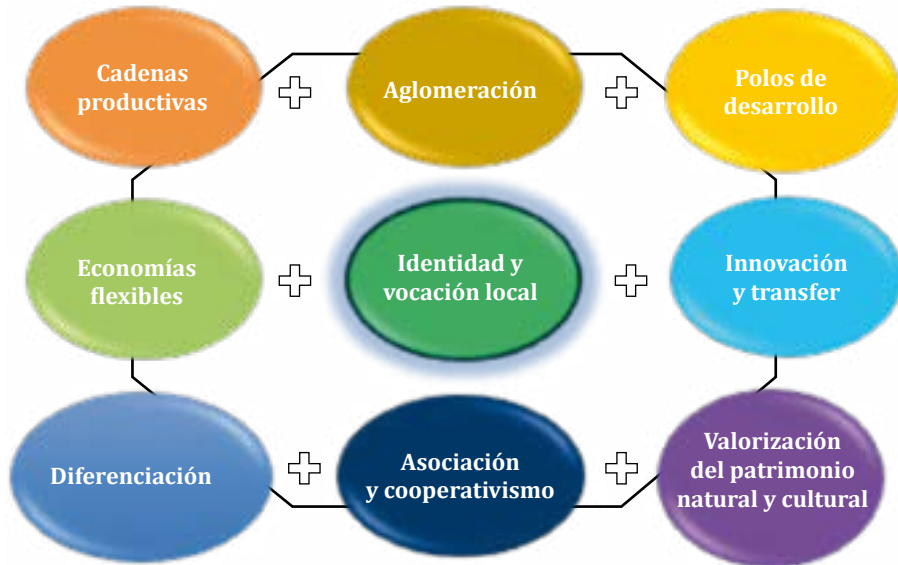 Cadenas
productivas
Aglomeración
Polos de
desarrollo
Economías
flexibles
Identidad y
vocación local
Innovación
y transfer
Diferenciación
Asociación
y cooperativismo
Valorización
del patrimonio
natural y cultural